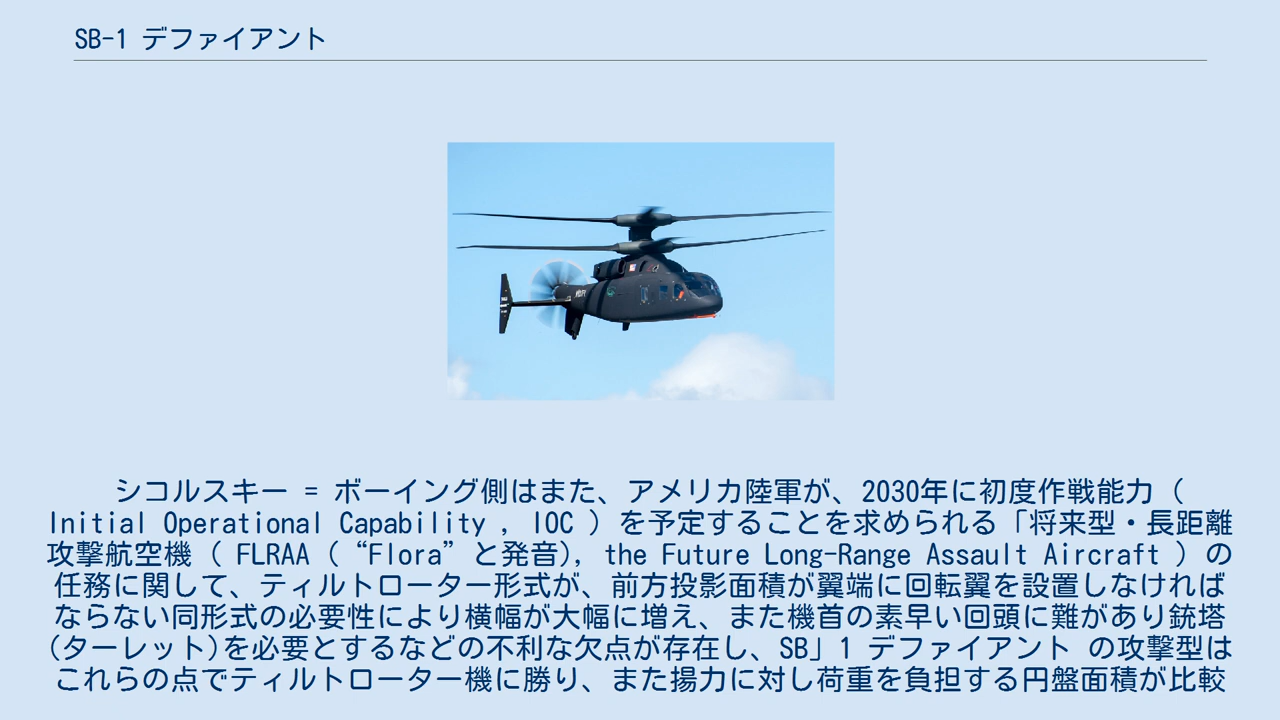 SB-1 デファイアント
シコルスキー = ボーイング側はまた、アメリカ陸軍が、2030年に初度作戦能力 (
Initial Operational Capability , IOC ) を予定することを求められる「将来型・長距離
攻撃航空機 ( FLRAA ( “Flora” と発音), the Future Long-Range Assault Aircraft ) の
任務に関して、ティルトローター形式が、前方投影面積が翼端に回転翼を設置しなければ
ならない同形式の必要性により横幅が大幅に増え、また機首の素早い回頭に難があり銃塔
(ターレット)を必要とするなどの不利な欠点が存在し、SB」1 デファイアント の攻撃型は
これらの点でティルトローター機に勝り、また揚力に対し荷重を負担する円盤面積が比較